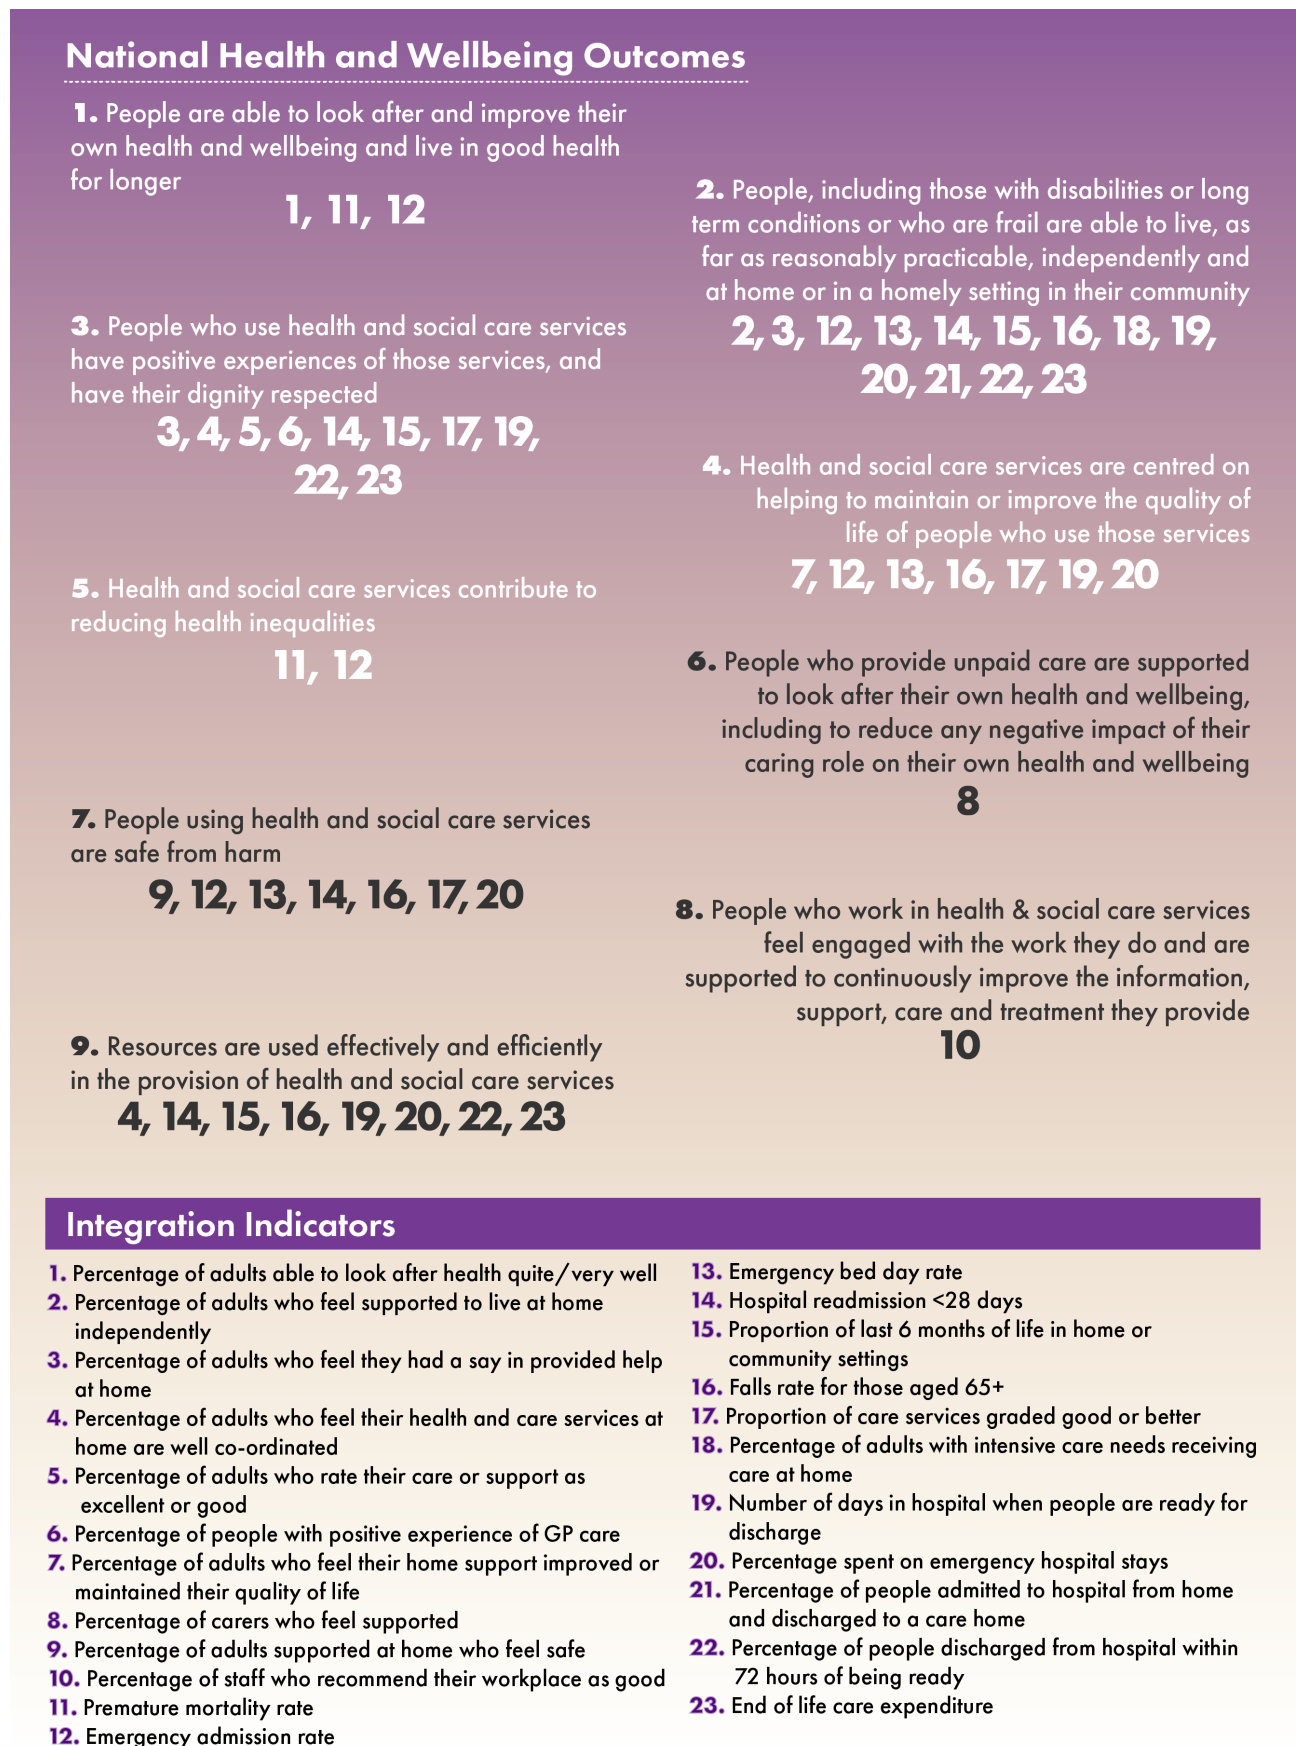 National Health and Wellbeing Outcomes
1. People are able to look after and improve their
own health and wellbeing and live in good health
for longer
1, 11, 12
2. People, including those with disabilities or long
term conditions or who are frail are able to live, as
far as reasonably practicable, independently and
at home or in a homely setting in their community
2, 3, 12, 13, 14, 15, 16, 18, 19,
20, 21, 22, 23
3. People who use health and social care services
have positive experiences of those services, and
have their dignity respected
3, 4, 5, 6, 14, 15, 17, 19,
22, 23
4. Health and social care services are centred on
helping to maintain or improve the quality of
life of people who use those services
7, 12, 13, 16, 17, 19, 20
5. Health and social care services contribute to
reducing health inequalities
11, 12
6. People who provide unpaid care are supported
to look after their own health and wellbeing,
including to reduce any negative impact of their
caring role on their own health and wellbeing
8
7. People using health and social care services
are safe from harm
9, 12, 13, 14, 16, 17, 20
8. People who work in health & social care services
feel engaged with the work they do and are
supported to continuously improve the information,
support, care and treatment they provide
10
9. Resources are used effectively and efficiently
in the provision of health and social care services
4, 14, 15, 16, 19, 20, 22, 23
Integration Indicators
1. Percentage of adults able to look after health quite/very well
2. Percentage of adults who feel supported to live at home
independently
3. Percentage of adults who feel they had a say in provided help
at home
4. Percentage of adults who feel their health and care services at
home are well co-ordinated
5. Percentage of adults who rate their care or support as
excellent or good
6. Percentage of people with positive experience of GP care
7. Percentage of adults who feel their home support improved or
maintained their quality of life
8. Percentage of carers who feel supported
9. Percentage of adults supported at home who feel safe
10. Percentage of staff who recommend their workplace as good
11. Premature mortality rate
12. Emergency admission rate
13. Emergency bed day rate
14. Hospital readmission <28 days
15. Proportion of last 6 months of life in home or
community settings
16. Falls rate for those aged 65+
17. Proportion of care services graded good or better
18. Percentage of adults with intensive care needs receiving
care at home
19. Number of days in hospital when people are ready for
discharge
20. Percentage spent on emergency hospital stays
21. Percentage of people admitted to hospital from home
and discharged to a care home
22. Percentage of people discharged from hospital within
72 hours of being ready
23. End of life care expenditure